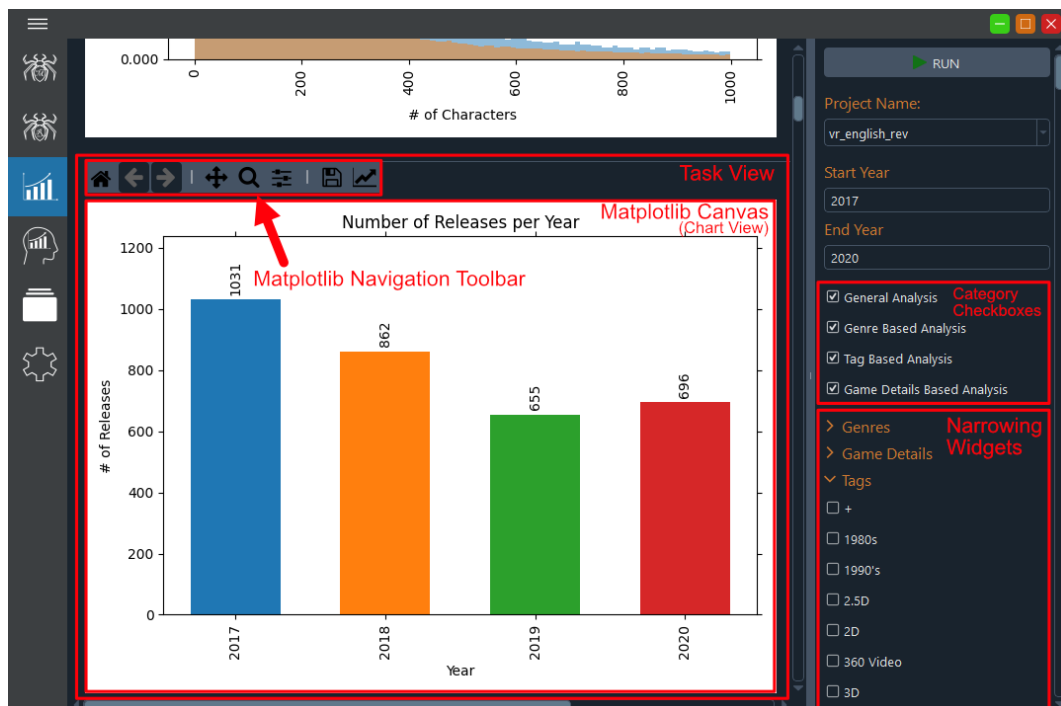 0.000
0
200
400
600
800
1000
# of Characters
Task View
Matplotlib Canvas
(Chart View)
Number of Releases per Year
Matplotlib Navigation Toolbar
1200
1000
800
600
400
200
0
# of Releases
1031
862
655
696
2017
2018
2019
2020
Year
RUN
Project Name:
vr_english_rev
Start Year
2017
End Year
2020
General Analysis
Category
Checkboxes
Genre Based Analysis
Tag Based Analysis
Game Details Based Analysis
Genres
Narrowing
Widgets
Game Details
Tags
+
1980s
1990's
2.5D
2D
360 Video
3D